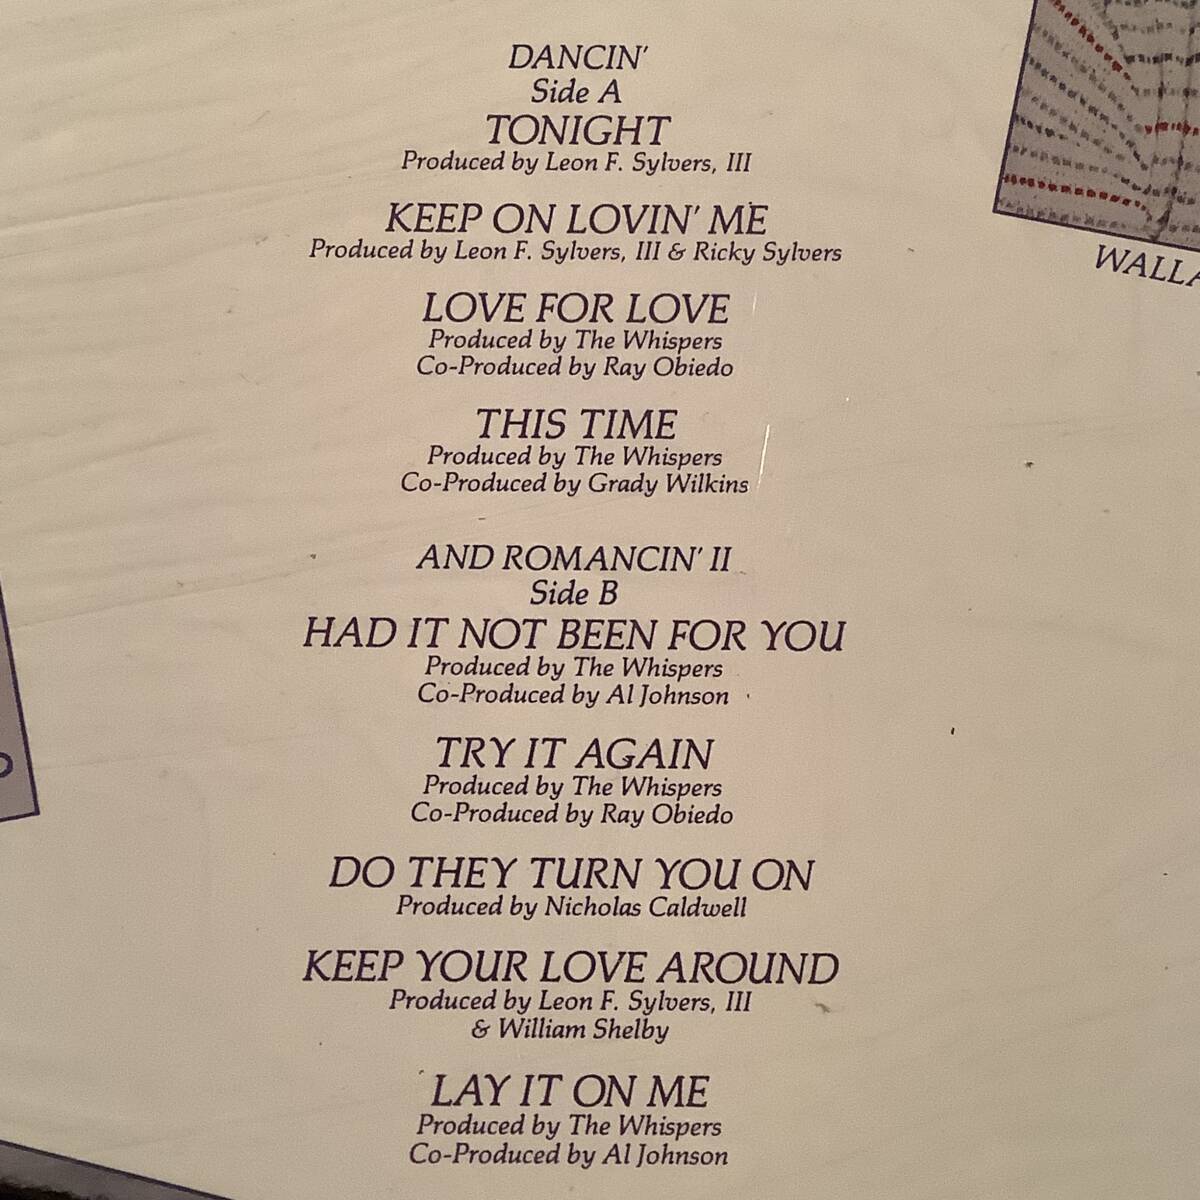 DANCIN'
Side A
TONIGHT
Produced by Leon F. Sylvers, III
KEEP ON LOVIN' ME
Produced by Leon F. Sylvers, III & Ricky Sylvers
LOVE FOR LOVE
Produced by The Whispers
Co-Produced by Ray Obiedo
THIS TIME
Produced by The Whispers
Co-Produced by Grady Wilkins
AND ROMANCIN' II
Side B
HAD IT NOT BEEN FOR YOU
Produced by The Whispers
Co-Produced by Al Johnson
TRY IT AGAIN
Produced by The Whispers
Co-Produced by Ray Obiedo
DO THEY TURN YOU ON
Produced by Nicholas Caldwell
KEEP YOUR LOVE AROUND
Produced by Leon F. Sylvers, III
& William Shelby
LAY IT ON ME
Produced by The Whispers
Co-Produced by Al Johnson